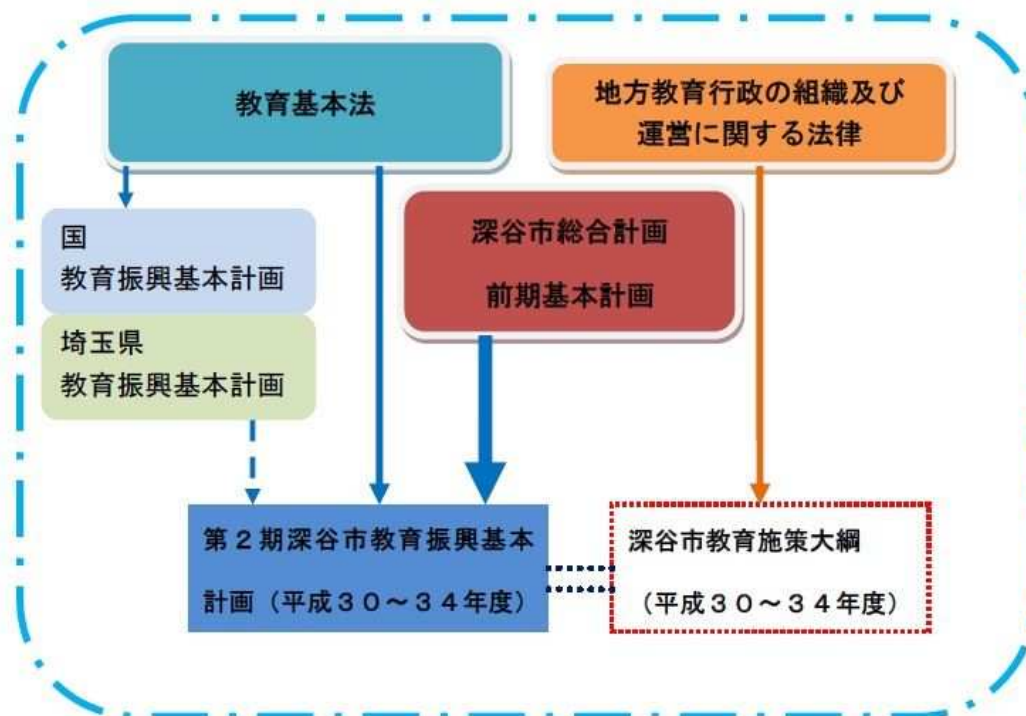 教育基本法
地方教育行政の組織及び
運営に関する法律
国
教育振興基本計画
埼玉県
教育振興基本計画
深谷市総合計画
前期基本計画
第２期深谷市教育振興基本
計画（平成３０～３４年度）
深谷市教育施策大綱
（平成３０～３４年度）